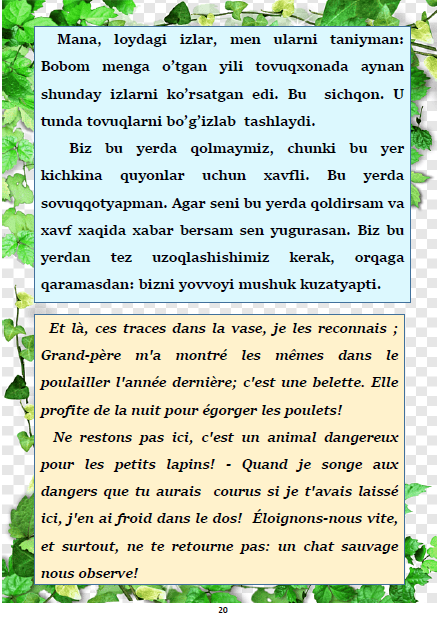 Mana, loydagi izlar, men ularni taniyman:
Bobom menga o’tgan yili tovuqxonada aynan
shunday izlarni ko’rsatgan edi. Bu sichqon. U
tunda tovuqlarni bo’g’izlab tashlaydi.
Biz bu yerda qolmaymiz, chunki bu yer
kichkina quyonlar uchun xavfli. Bu yerda
sovuqqotyapman. Agar seni bu yerda qoldirsam va
xavf xaqida xabar bersam sen yugurasan. Biz bu
yerdan tez uzoqlashishimiz kerak, orqaga
qaramasdan: bizni yovvoyi mushuk kuzatyapti.
Et là, ces traces dans la vase, je les reconnais ;
Grand-père m'a montré les mêmes dans le
poulailler l'année dernière; c'est une belette. Elle
profite de la nuit pour égorger les poulets!
Ne restons pas ici, c'est un animal dangereux
pour les petits lapins! - Quand je songe aux
dangers que tu aurais courus si je t'avais laissé
ici, j'en ai froid dans le dos! Éloignons-nous vite,
et surtout, ne te retourne pas: un chat sauvage
nous observe!
20